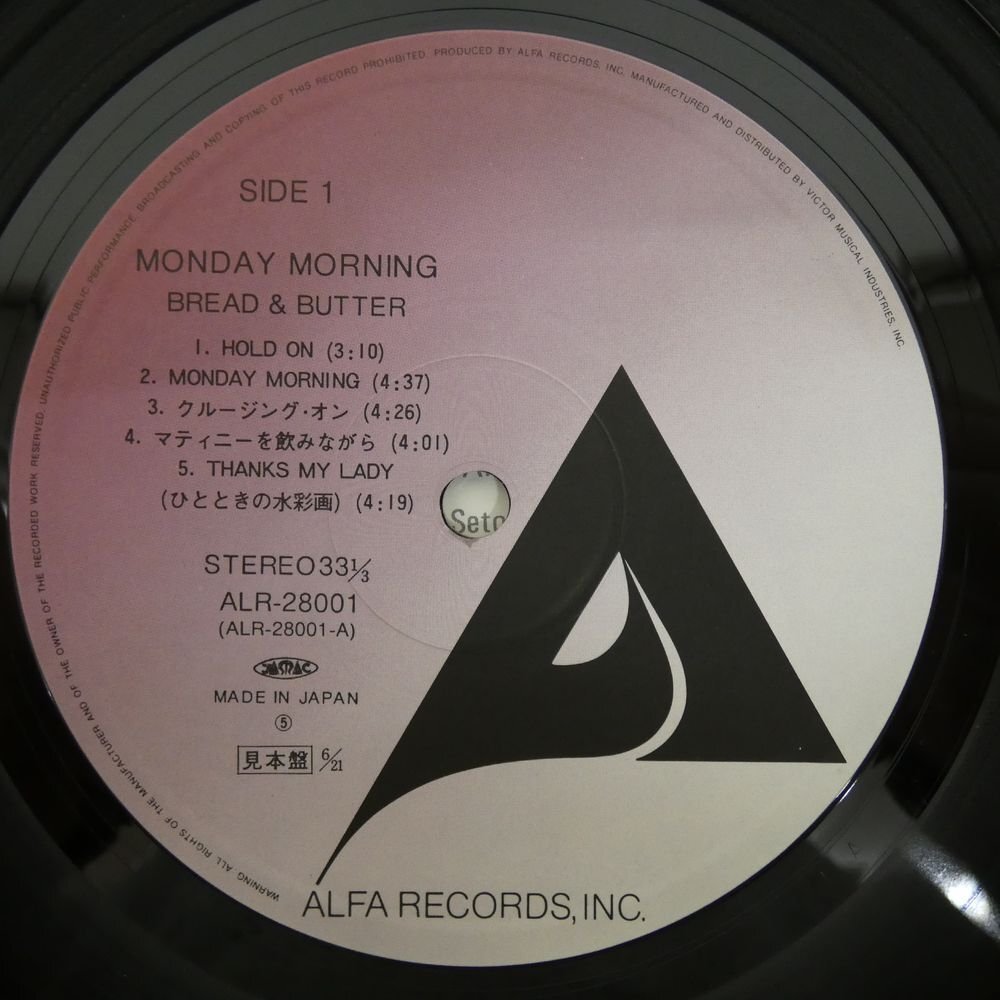 SIDE 1
MONDAY MORNING
BREAD & BUTTER
1. HOLD ON (3:10)
2. MONDAY MORNING (4:37)
3. クルージング・オン (4:26)
4. マティニーを飲みながら (4:01)
5. THANKS MY LADY
(ひとときの水彩画) (4:19)
STEREO 33 1/3
ALR-28001
(ALR-28001-A)
JASRAC
MADE IN JAPAN
⑤
見本盤 6/21
ALFA RECORDS, INC.
WARNING. ALL RIGHTS OF THE MANUFACTURER AND OF THE OWNER OF THE RECORDED WORK RESERVED. UNAUTHORIZED PUBLIC PERFORMANCE, BROADCASTING AND COPYING OF THIS RECORD PROHIBITED. PRODUCED BY ALFA RECORDS, INC. MANUFACTURED AND DISTRIBUTED BY VICTOR MUSICAL INDUSTRIES, INC.